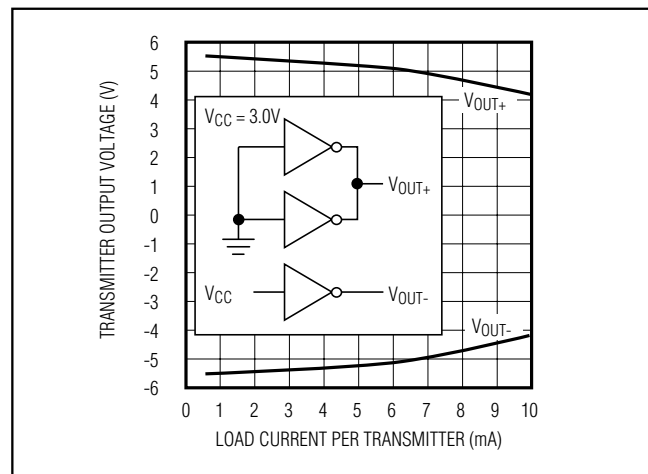 TRANSMITTER OUTPUT VOLTAGE (V)
6
5
4
3
2
1
0
-1
-2
-3
-4
-5
-6
VOUT+
VCC = 3.0V
VOUT+
VCC
VOUT-
VOUT-
0 1 2 3 4 5 6 7 8 9 10
LOAD CURRENT PER TRANSMITTER (mA)